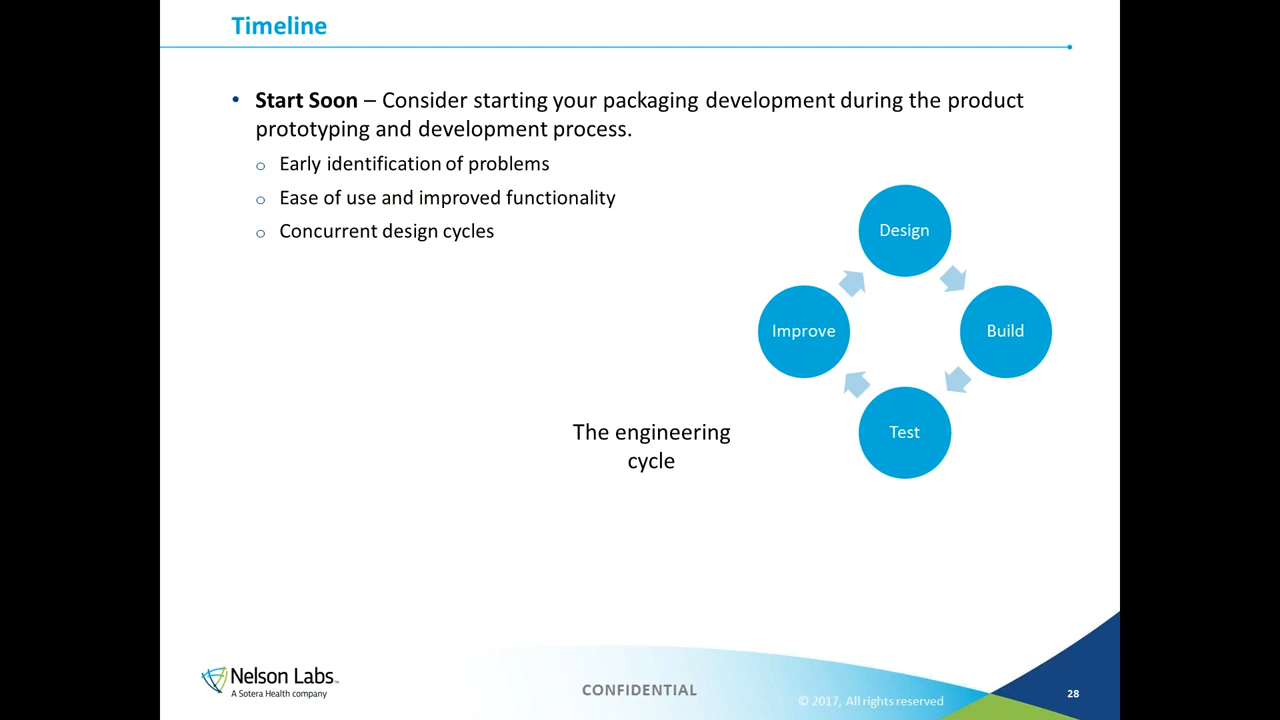 Timeline
• Start Soon – Consider starting your packaging development during the product
prototyping and development process.
o Early identification of problems
o Ease of use and improved functionality
o Concurrent design cycles
Design
Improve
Build
Test
The engineering
cycle
Nelson Labs™
A Sotera Health company
CONFIDENTIAL
© 2017, All rights reserved
28